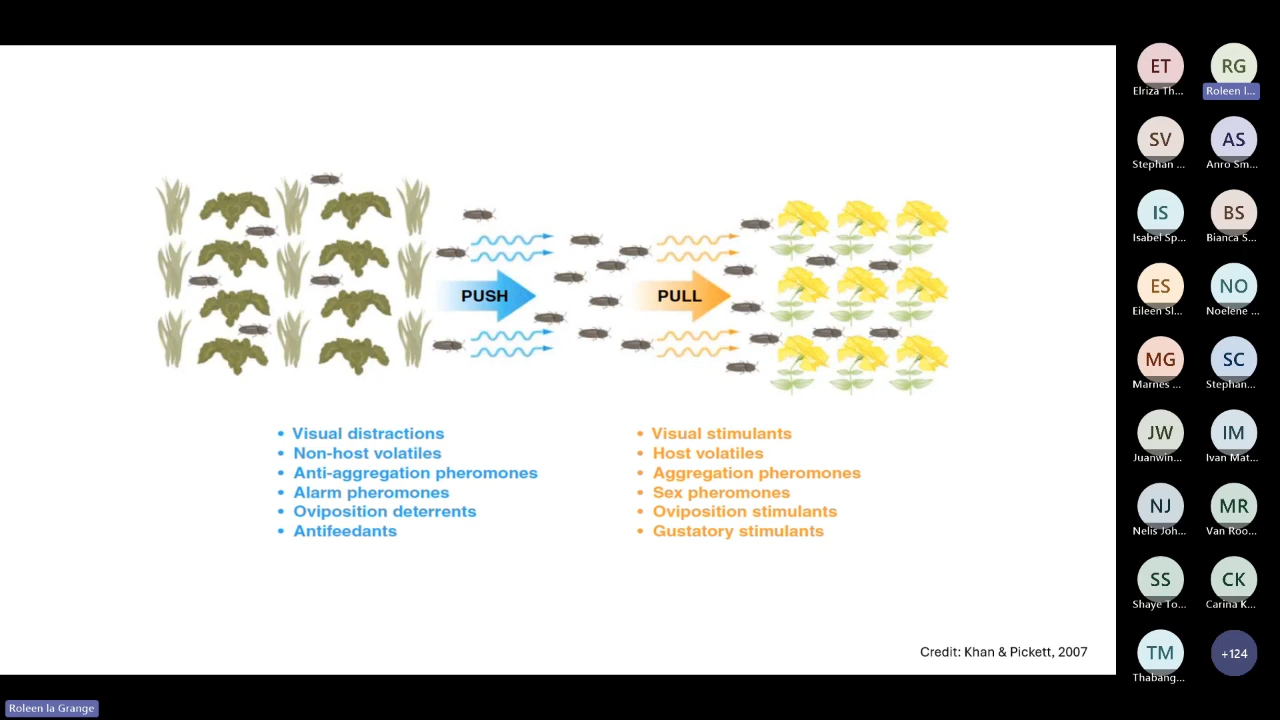 PUSH
PULL
• Visual distractions
• Non-host volatiles
• Anti-aggregation pheromones
• Alarm pheromones
• Oviposition deterrents
• Antifeedants
• Visual stimulants
• Host volatiles
• Aggregation pheromones
• Sex pheromones
• Oviposition stimulants
• Gustatory stimulants
Credit: Khan & Pickett, 2007
Roleen la Grange
ET RG
Elriza Th... Roleen l...
SV AS
Stephan ... Anro Sm...
IS BS
Isabel Sp... Bianca S...
ES NO
Eileen Sl... Noelene ...
MG SC
Marnes ... Stephan...
JW IM
Juanwin... Ivan Mat...
NJ MR
Nelis Joh... Van Roo...
SS CK
Shaye To... Carina K...
TM +124
Thabang...